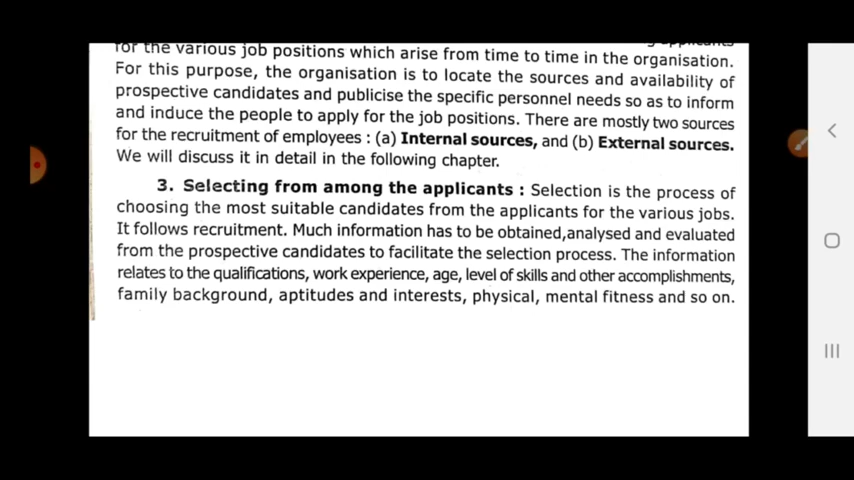 for the various job positions which arise from time to time in the organisation.
For this purpose, the organisation is to locate the sources and availability of
prospective candidates and publicise the specific personnel needs so as to inform
and induce the people to apply for the job positions. There are mostly two sources
for the recruitment of employees : (a) Internal sources, and (b) External sources.
We will discuss it in detail in the following chapter.
3. Selecting from among the applicants : Selection is the process of
choosing the most suitable candidates from the applicants for the various jobs.
It follows recruitment. Much information has to be obtained,analysed and evaluated
from the prospective candidates to facilitate the selection process. The information
relates to the qualifications, work experience, age, level of skills and other accomplishments,
family background, aptitudes and interests, physical, mental fitness and so on.